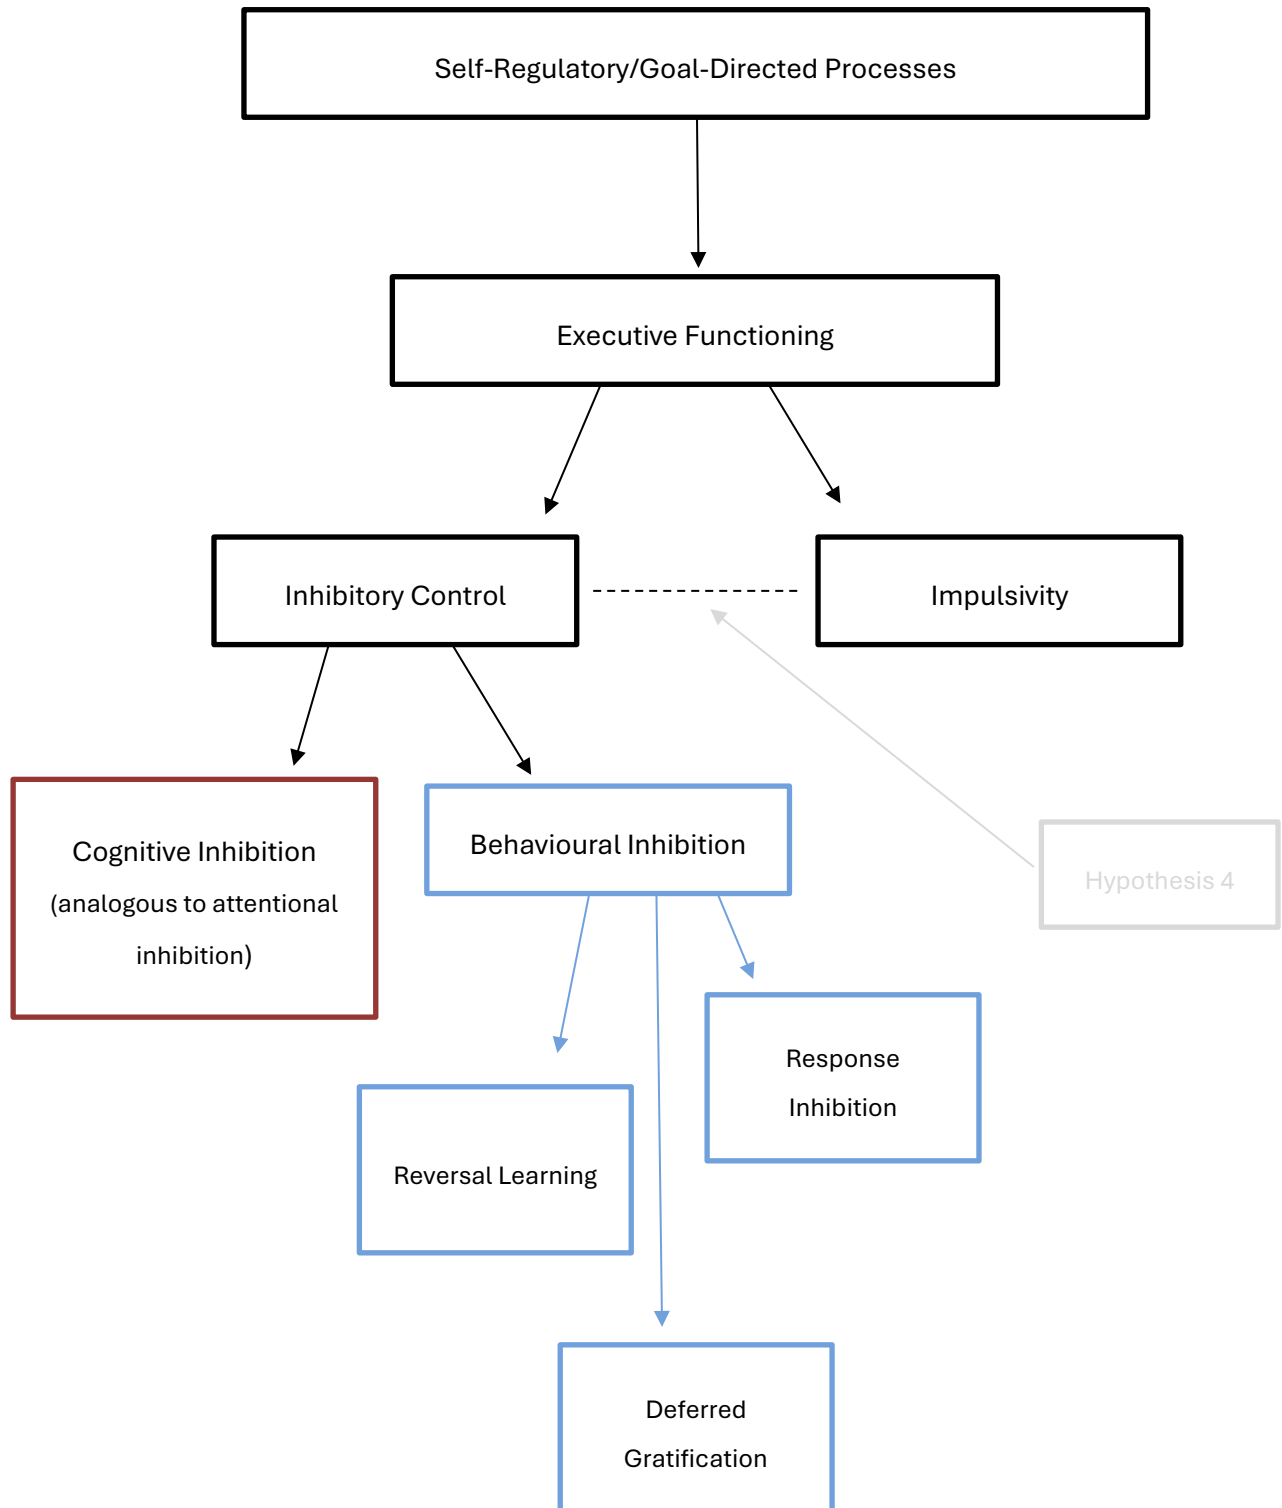 Self-Regulatory/Goal-Directed Processes
Executive Functioning
Inhibitory Control
Impulsivity
Cognitive Inhibition
(analogous to attentional
inhibition)
Behavioural Inhibition
Hypothesis 4
Response
Inhibition
Reversal Learning
Deferred
Gratification